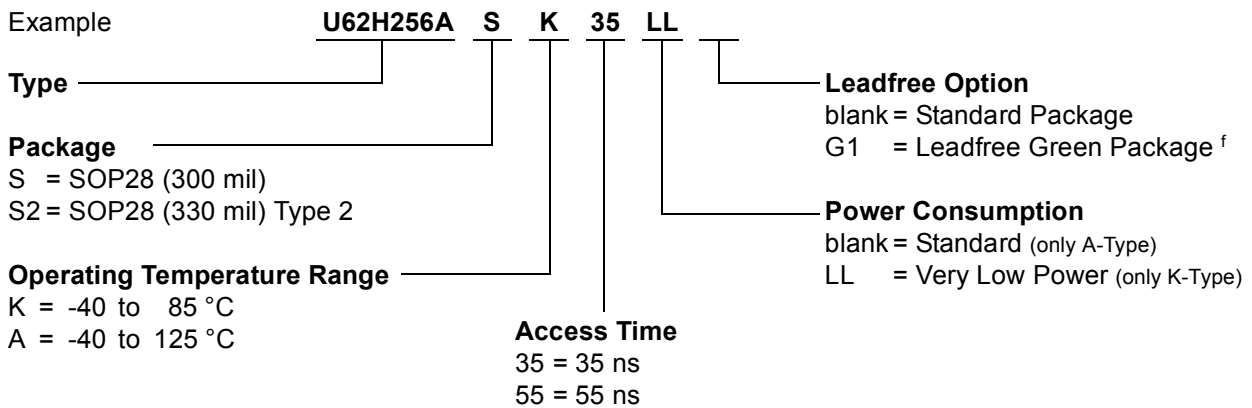 Example U62H256A S K 35 LL
Type
Package
S = SOP28 (300 mil)
S2 = SOP28 (330 mil) Type 2
Operating Temperature Range
K = -40 to 85 °C
A = -40 to 125 °C
Access Time
35 = 35 ns
55 = 55 ns
Leadfree Option
blank = Standard Package
G1 = Leadfree Green Package f
Power Consumption
blank = Standard (only A-Type)
LL = Very Low Power (only K-Type)